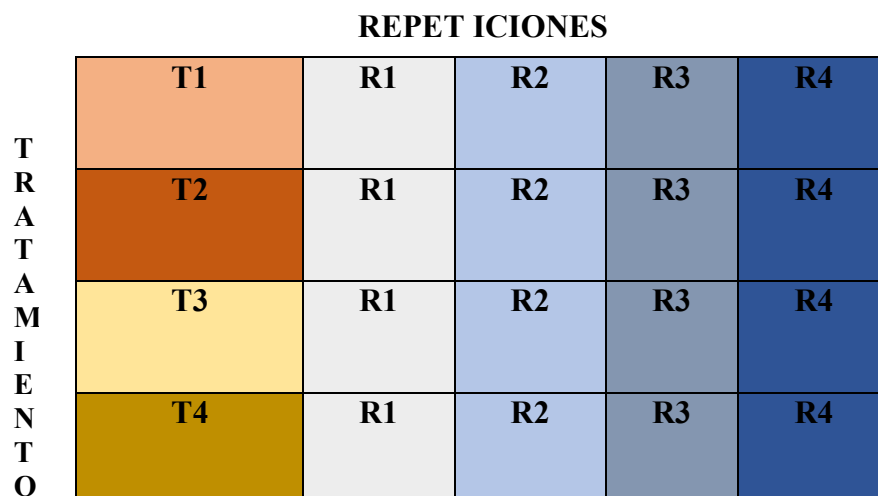 REPET ICIONES
T1 R1 R2 R3 R4
T2 R1 R2 R3 R4
T3 R1 R2 R3 R4
T4 R1 R2 R3 R4
T
R
A
T
A
M
I
E
N
T
O